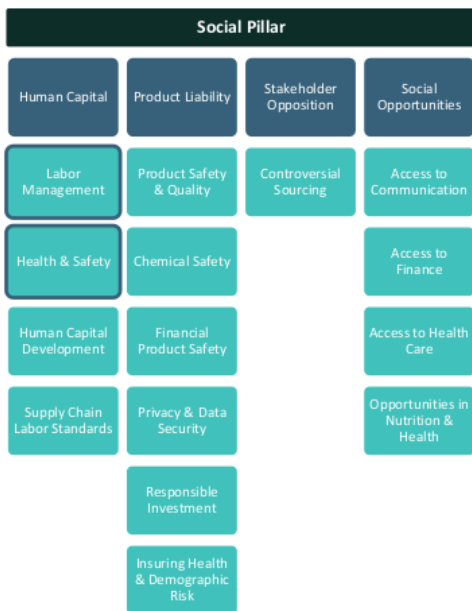 Social Pillar
Human Capital
Product Liability
Stakeholder
Opposition
Social
Opportunities
Labor
Management
Product Safety
& Quality
Controversial
Sourcing
Access to
Communication
Health & Safety
Chemical Safety
Access to
Finance
Human Capital
Development
Financial
Product Safety
Access to Health
Care
Supply Chain
Labor Standards
Privacy & Data
Security
Opportunities in
Nutrition &
Health
Responsible
Investment
Insuring Health
& Demographic
Risk